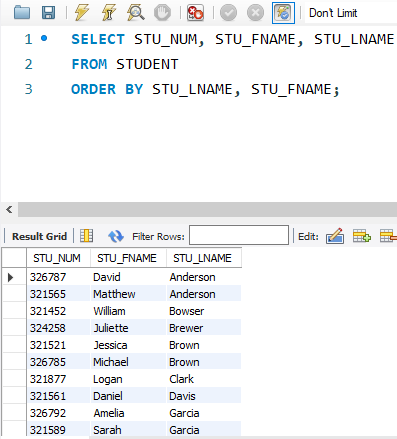 Don't Limit
1 SELECT STU_NUM, STU_FNAME, STU_LNAME
2 FROM STUDENT
3 ORDER BY STU_LNAME, STU_FNAME;
Result Grid Filter Rows: Edit:
STU_NUM STU_FNAME STU_LNAME
326787 David Anderson
321565 Matthew Anderson
321452 William Bowser
324258 Juliette Brewer
321521 Jessica Brown
326785 Michael Brown
321877 Logan Clark
321561 Daniel Davis
326792 Amelia Garcia
321589 Sarah Garcia